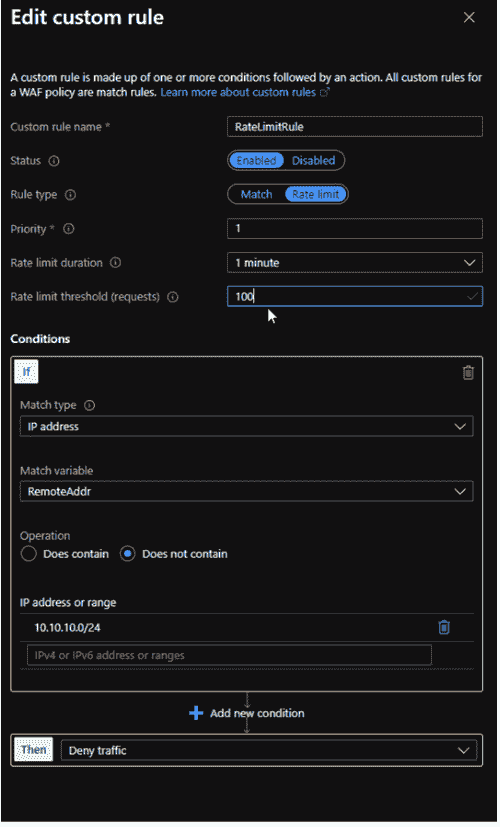 Edit custom rule
A custom rule is made up of one or more conditions followed by an action. All custom rules for
a WAF policy are match rules. Learn more about custom rules
Custom rule name *
RateLimitRule
Status
Enabled Disabled
Rule type
Match Rate limit
Priority *
1
Rate limit duration
1 minute
Rate limit threshold (requests)
100
Conditions
If
Match type
IP address
Match variable
RemoteAddr
Operation
Does contain Does not contain
IP address or range
10.10.10.0/24
IPv4 or IPv6 address or ranges
Add new condition
Then Deny traffic